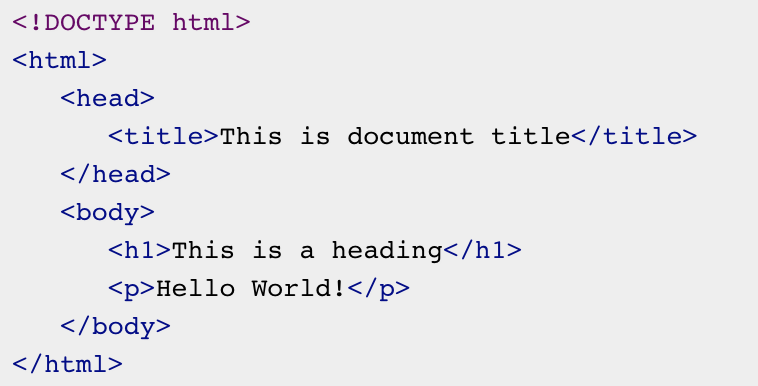 <!DOCTYPE html>
<html>
   <head>
      <title>This is document title</title>
   </head>
   <body>
      <h1>This is a heading</h1>
      <p>Hello World!</p>
   </body>
</html>